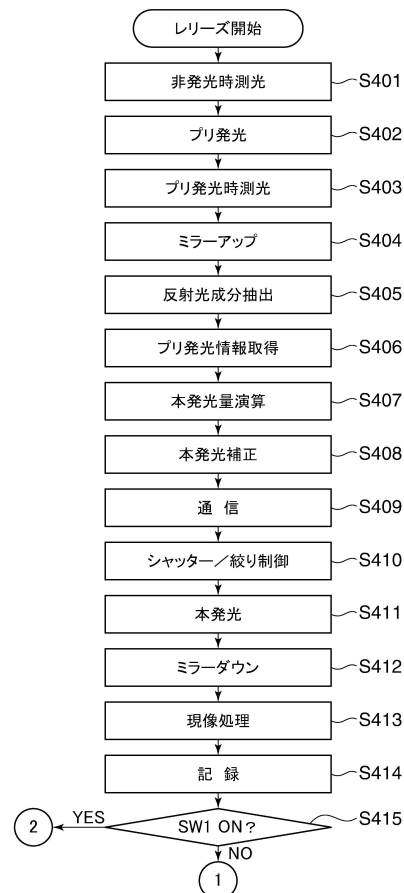 レリーズ開始
非発光時測光 S401
プリ発光 S402
プリ発光時測光 S403
ミラーアップ S404
反射光成分抽出 S405
プリ発光情報取得 S406
本発光量演算 S407
本発光補正 S408
通 信 S409
シャッター／絞り制御 S410
本発光 S411
ミラーダウン S412
現像処理 S413
記 録 S414
2 YES SW1 ON? S415
NO
1